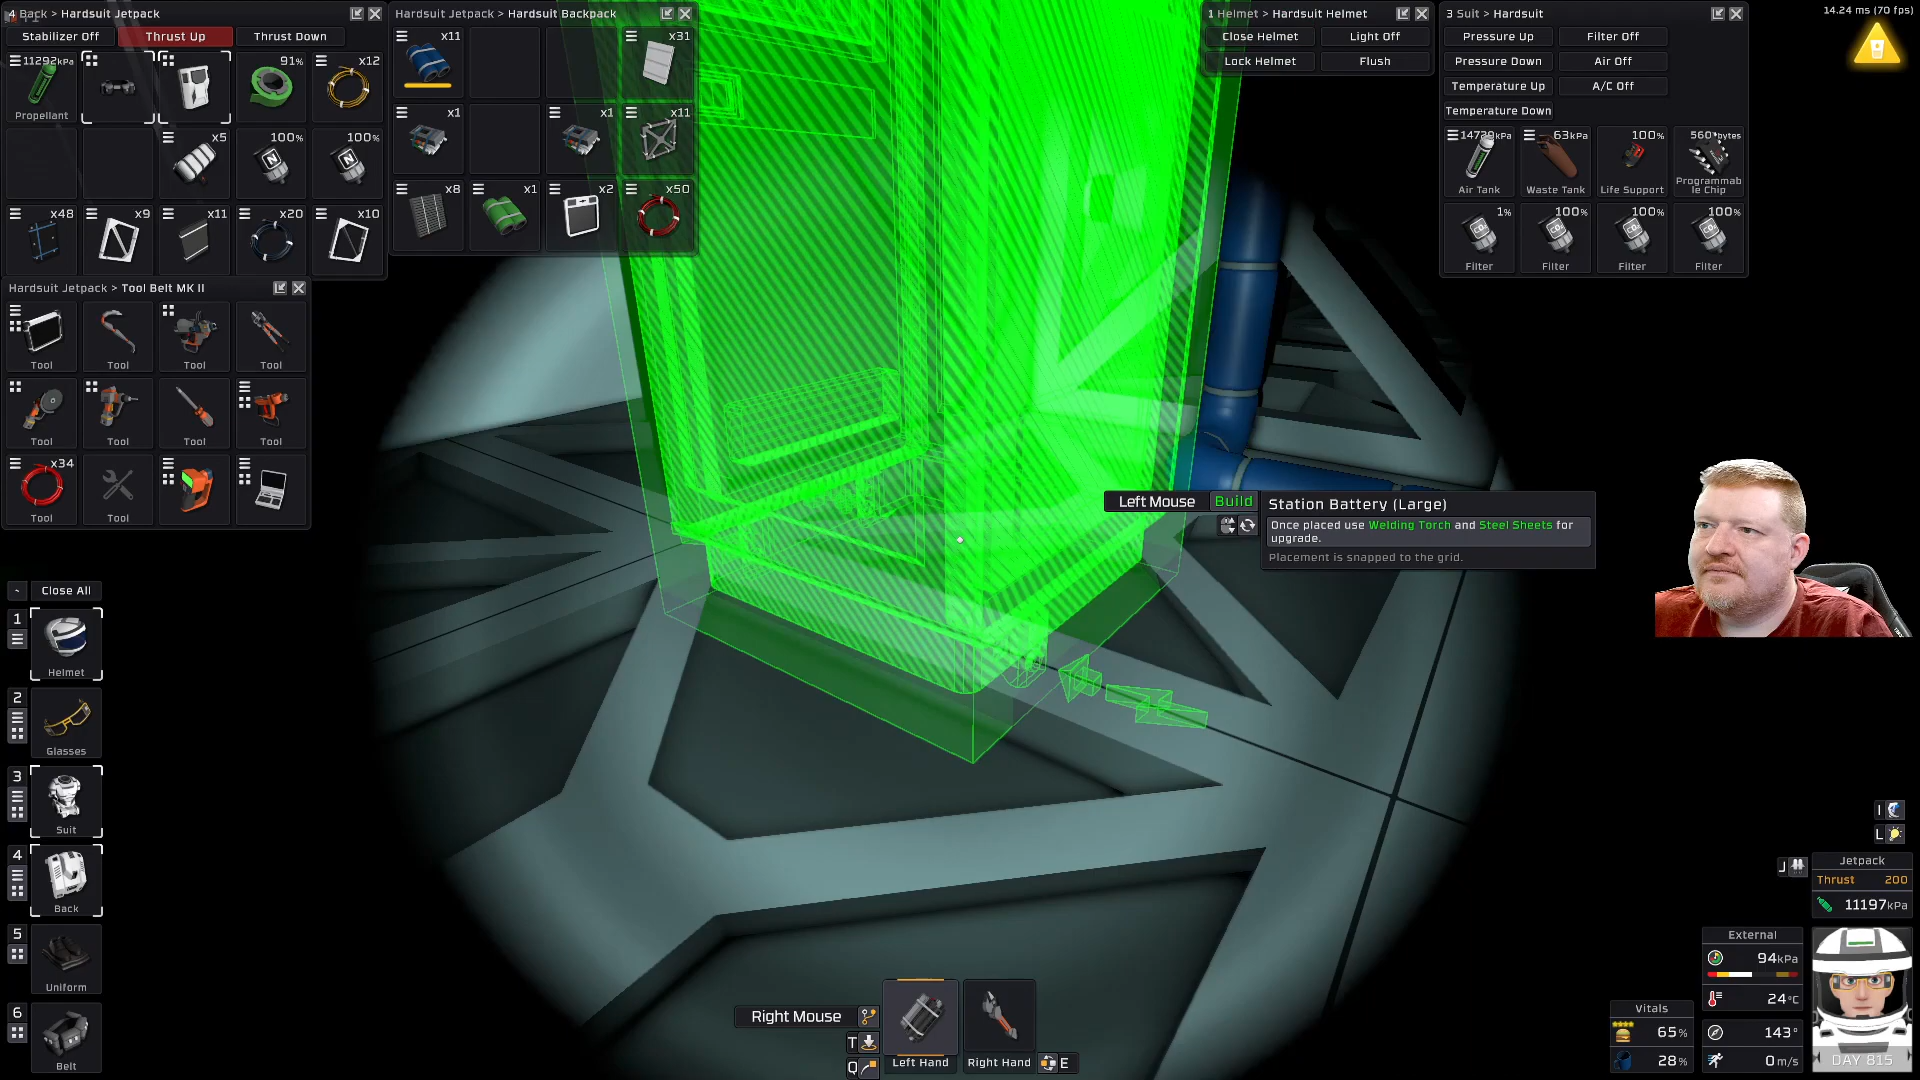 4 Back > Hardsuit Jetpack
Stabilizer Off
Thrust Up
Thrust Down
11292kPa
Propellant
91%
x12
x5
100%
100%
x48
x9
x11
x20
x10
Hardsuit Jetpack > Hardsuit Backpack
x11
x31
x1
x1
x11
x8
x1
x2
x50
Hardsuit Jetpack > Tool Belt MK II
Tool
Tool
Tool
Tool
Tool
Tool
Tool
Tool
x34
Tool
Tool
1 Helmet > Hardsuit Helmet
Close Helmet
Light Off
Lock Helmet
Flush
3 Suit > Hardsuit
Pressure Up
Filter Off
Pressure Down
Air Off
Temperature Up
A/C Off
Temperature Down
63kPa
100%
Air Tank
Waste Tank
Life Support
Programmab
le Chip
1%
100%
100%
100%
Filter
Filter
Filter
Filter
14.24 ms (70 fps)
~
Close All
1
Helmet
2
Glasses
3
Suit
4
Back
5
Uniform
6
Belt
Left Mouse
Build
Station Battery (Large)
Once placed use Welding Torch and Steel Sheets for
upgrade.
Placement is snapped to the grid.
Right Mouse
T
Q
Left Hand
Right Hand
E
I
L
J
Jetpack
Thrust 200
11197kPa
External
94kPa
24°C
143°
0m/s
Vitals
65%
28%
DAY 815